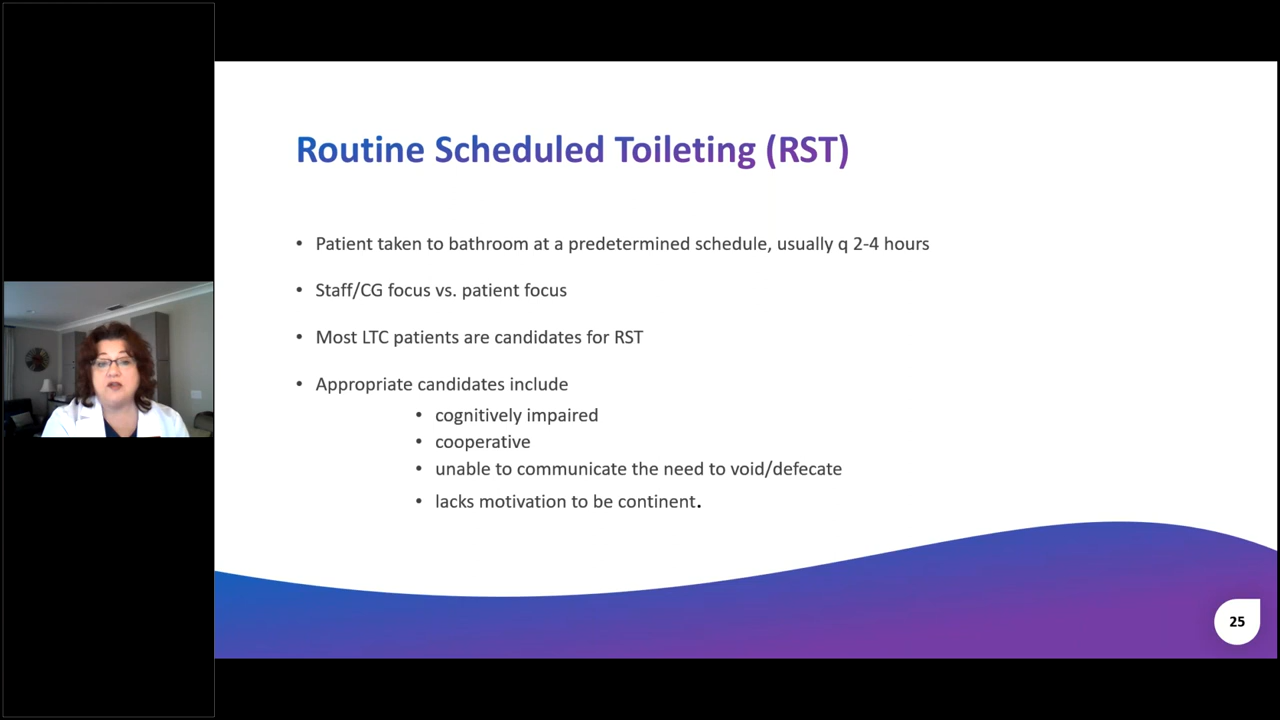 Routine Scheduled Toileting (RST)
• Patient taken to bathroom at a predetermined schedule, usually q 2-4 hours
• Staff/CG focus vs. patient focus
• Most LTC patients are candidates for RST
• Appropriate candidates include
• cognitively impaired
• cooperative
• unable to communicate the need to void/defecate
• lacks motivation to be continent.
25